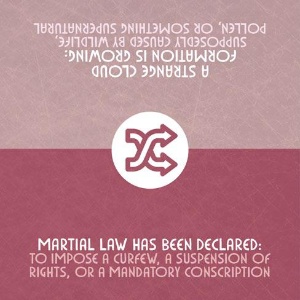 A STRANGE CLOUD
FORMATION IS GROWING:
SUPPOSEDLY CAUSED BY WILDLIFE,
POLLEN, OR SOMETHING SUPERNATURAL
MARTIAL LAW HAS BEEN DECLARED:
TO IMPOSE A CURFEW, A SUSPENSION OF
RIGHTS, OR A MANDATORY CONSCRIPTION